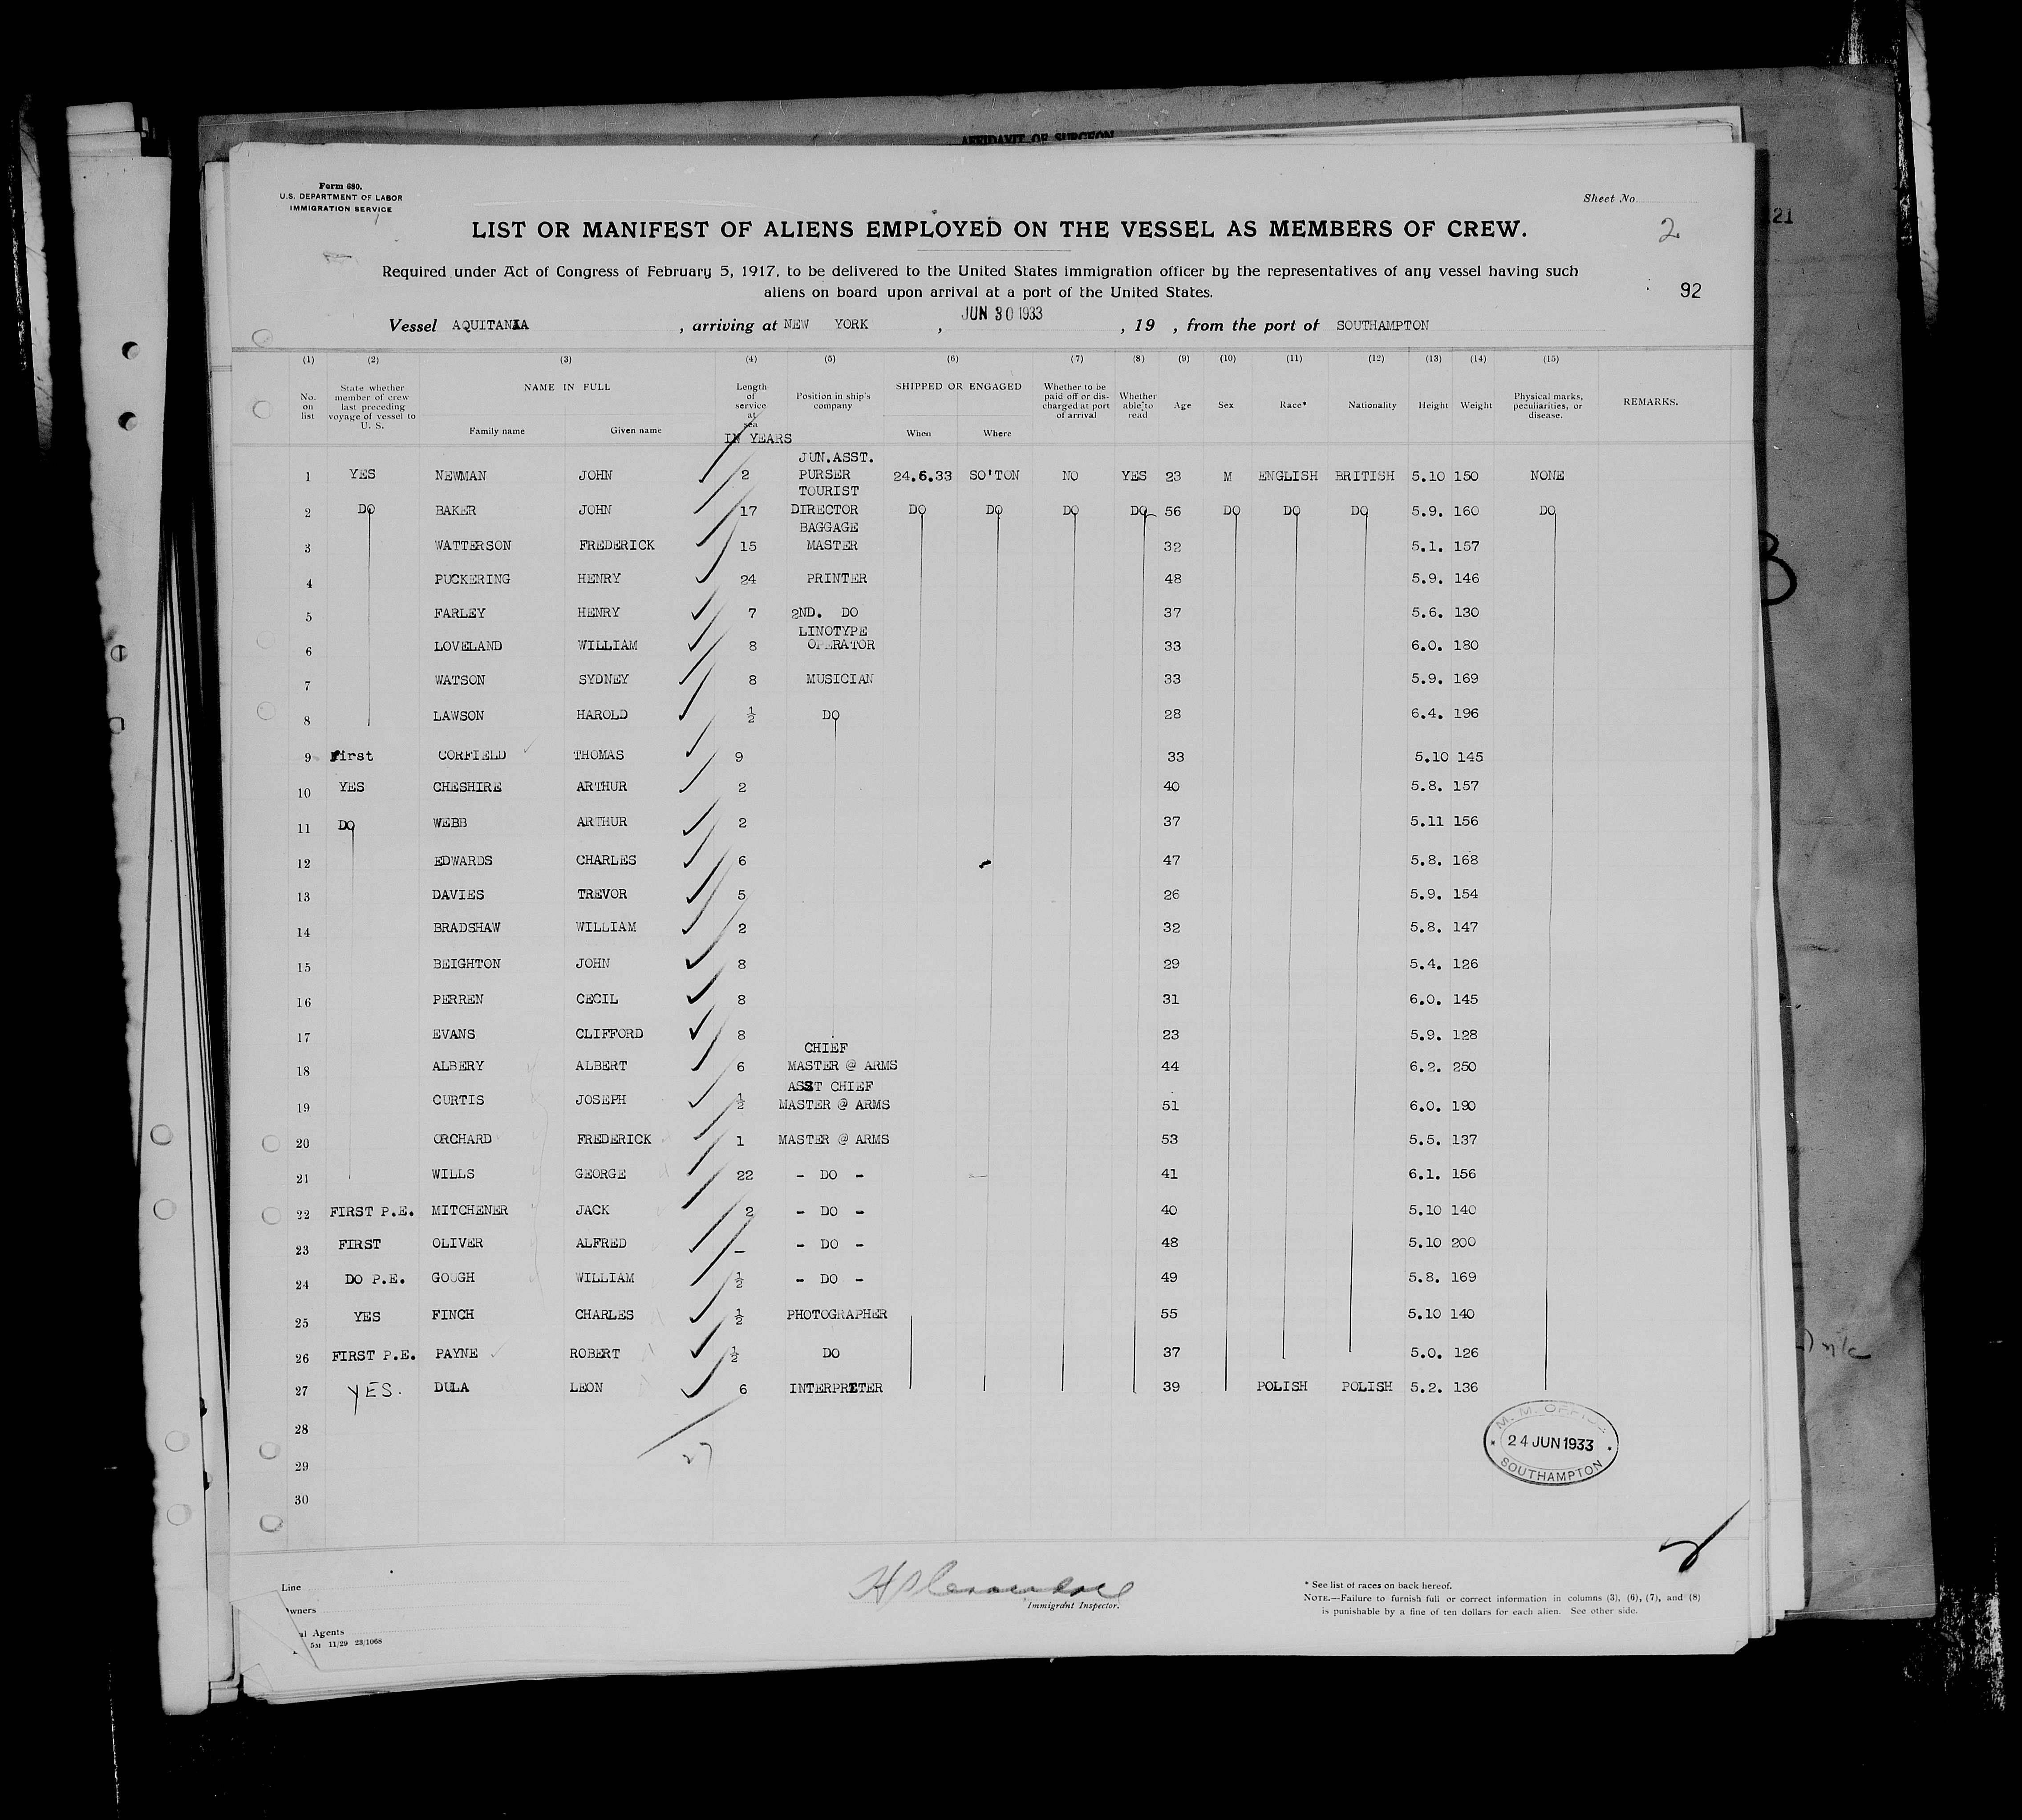 AFFIDAVIT OF SURGEON
Form 680.
U.S. DEPARTMENT OF LABOR
IMMIGRATION SERVICE
Sheet No.
21
LIST OR MANIFEST OF ALIENS EMPLOYED ON THE VESSEL AS MEMBERS OF CREW.
2
Required under Act of Congress of February 5, 1917, to be delivered to the United States immigration officer by the representatives of any vessel having such
aliens on board upon arrival at a port of the United States.
92
Vessel AQUITANIA, arriving at NEW YORK, JUN 30 1933, 19 , from the port of SOUTHAMPTON
(1) (2) (3) (4) (5) (6) (7) (8) (9) (10) (11) (12) (13) (14) (15)
No. on list
State whether member of crew last preceding voyage of vessel to U. S.
NAME IN FULL
Family name
Given name
Length of service at sea
IN YEARS
Position in ship's company
SHIPPED OR ENGAGED
When
Where
Whether to be paid off or discharged at port of arrival
Whether able to read
Age
Sex
Race*
Nationality
Height
Weight
Physical marks, peculiarities, or disease.
REMARKS.
1 YES NEWMAN JOHN 2 JUN.ASST. PURSER 24.6.33 SO'TON NO YES 23 M ENGLISH BRITISH 5.10 150 NONE
2 DO BAKER JOHN 17 TOURIST DIRECTOR DO DO DO DO 56 DO DO DO 5.9. 160 DO
3 WATTERSON FREDERICK 15 BAGGAGE MASTER 32 5.1. 157
4 PUCKERING HENRY 24 PRINTER 48 5.9. 146
5 FARLEY HENRY 7 2ND. DO 37 5.6. 130
6 LOVELAND WILLIAM 8 LINOTYPE OPERATOR 33 6.0. 180
7 WATSON SYDNEY 8 MUSICIAN 33 5.9. 169
8 LAWSON HAROLD ½ DO 28 6.4. 196
9 First CORFIELD THOMAS 9 33 5.10 145
10 YES CHESHIRE ARTHUR 2 40 5.8. 157
11 DO WEBB ARTHUR 2 37 5.11 156
12 EDWARDS CHARLES 6 47 5.8. 168
13 DAVIES TREVOR 5 26 5.9. 154
14 BRADSHAW WILLIAM 2 32 5.8. 147
15 BEIGHTON JOHN 8 29 5.4. 126
16 PERREN CECIL 8 31 6.0. 145
17 EVANS CLIFFORD 8 23 5.9. 128
18 ALBERY ALBERT 6 CHIEF MASTER @ ARMS 44 6.2. 250
19 CURTIS JOSEPH ½ ASST CHIEF MASTER @ ARMS 51 6.0. 190
20 ORCHARD FREDERICK 1 MASTER @ ARMS 53 5.5. 137
21 WILLS GEORGE 22 - DO - 41 6.1. 156
22 FIRST P.E. MITCHENER JACK 2 - DO - 40 5.10 140
23 FIRST OLIVER ALFRED - - DO - 48 5.10 200
24 DO P.E. GOUGH WILLIAM ½ - DO - 49 5.8. 169
25 YES FINCH CHARLES ½ PHOTOGRAPHER 55 5.10 140
26 FIRST P.E. PAYNE ROBERT ½ DO 37 5.0. 126
27 YES. DULA LEON 6 INTERPRETER 39 POLISH POLISH 5.2. 136
28
29
30
27
M. M. OFFICE
24 JUN 1933
SOUTHAMPTON
Line
Owners
Agents
5M 11/29 23/1068
Immigrant Inspector.
* See list of races on back hereof.
NOTE.—Failure to furnish full or correct information in columns (3), (6), (7), and (8)
is punishable by a fine of ten dollars for each alien. See other side.